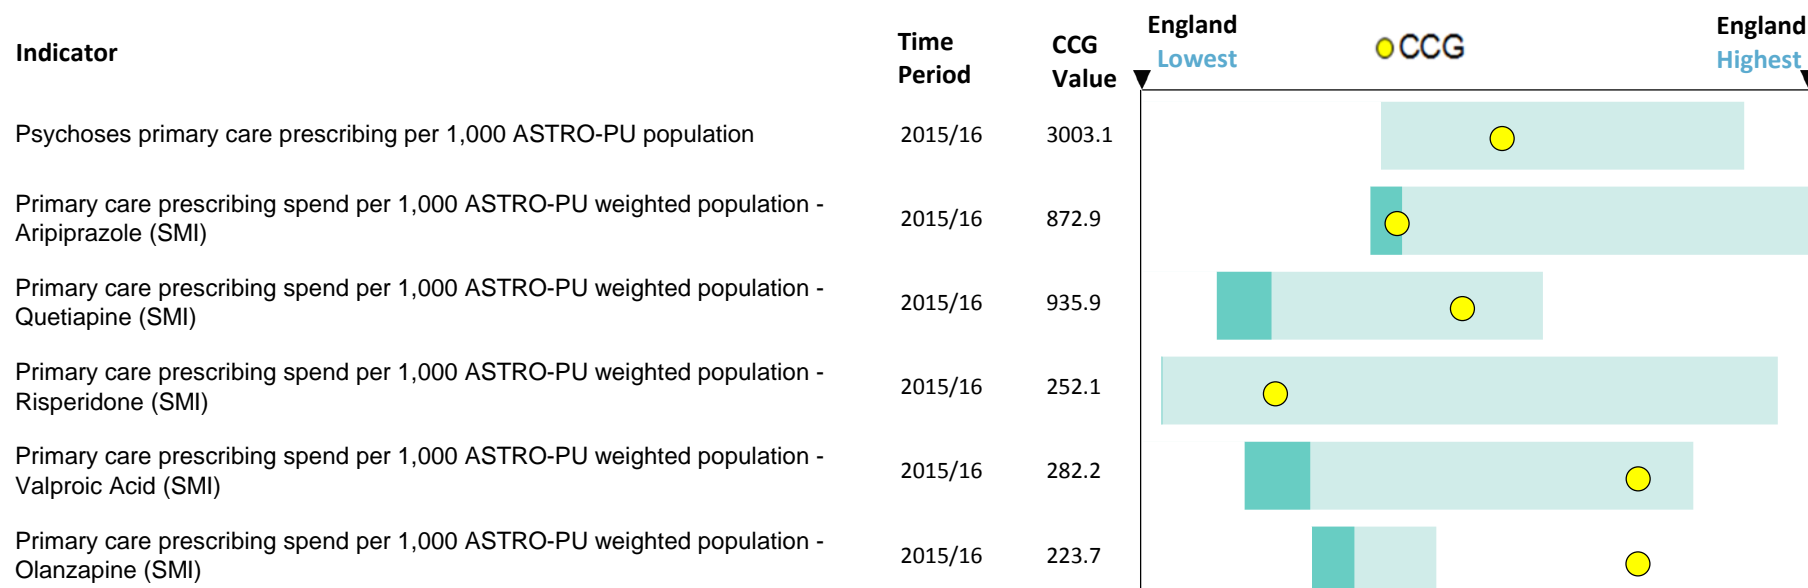 Indicator
Time
Period
CCG
Value
England
Lowest
CCG
England
Highest
Psychoses primary care prescribing per 1,000 ASTRO-PU population
2015/16
3003.1
Primary care prescribing spend per 1,000 ASTRO-PU weighted population -
Aripiprazole (SMI)
2015/16
872.9
Primary care prescribing spend per 1,000 ASTRO-PU weighted population -
Quetiapine (SMI)
2015/16
935.9
Primary care prescribing spend per 1,000 ASTRO-PU weighted population -
Risperidone (SMI)
2015/16
252.1
Primary care prescribing spend per 1,000 ASTRO-PU weighted population -
Valproic Acid (SMI)
2015/16
282.2
Primary care prescribing spend per 1,000 ASTRO-PU weighted population -
Olanzapine (SMI)
2015/16
223.7